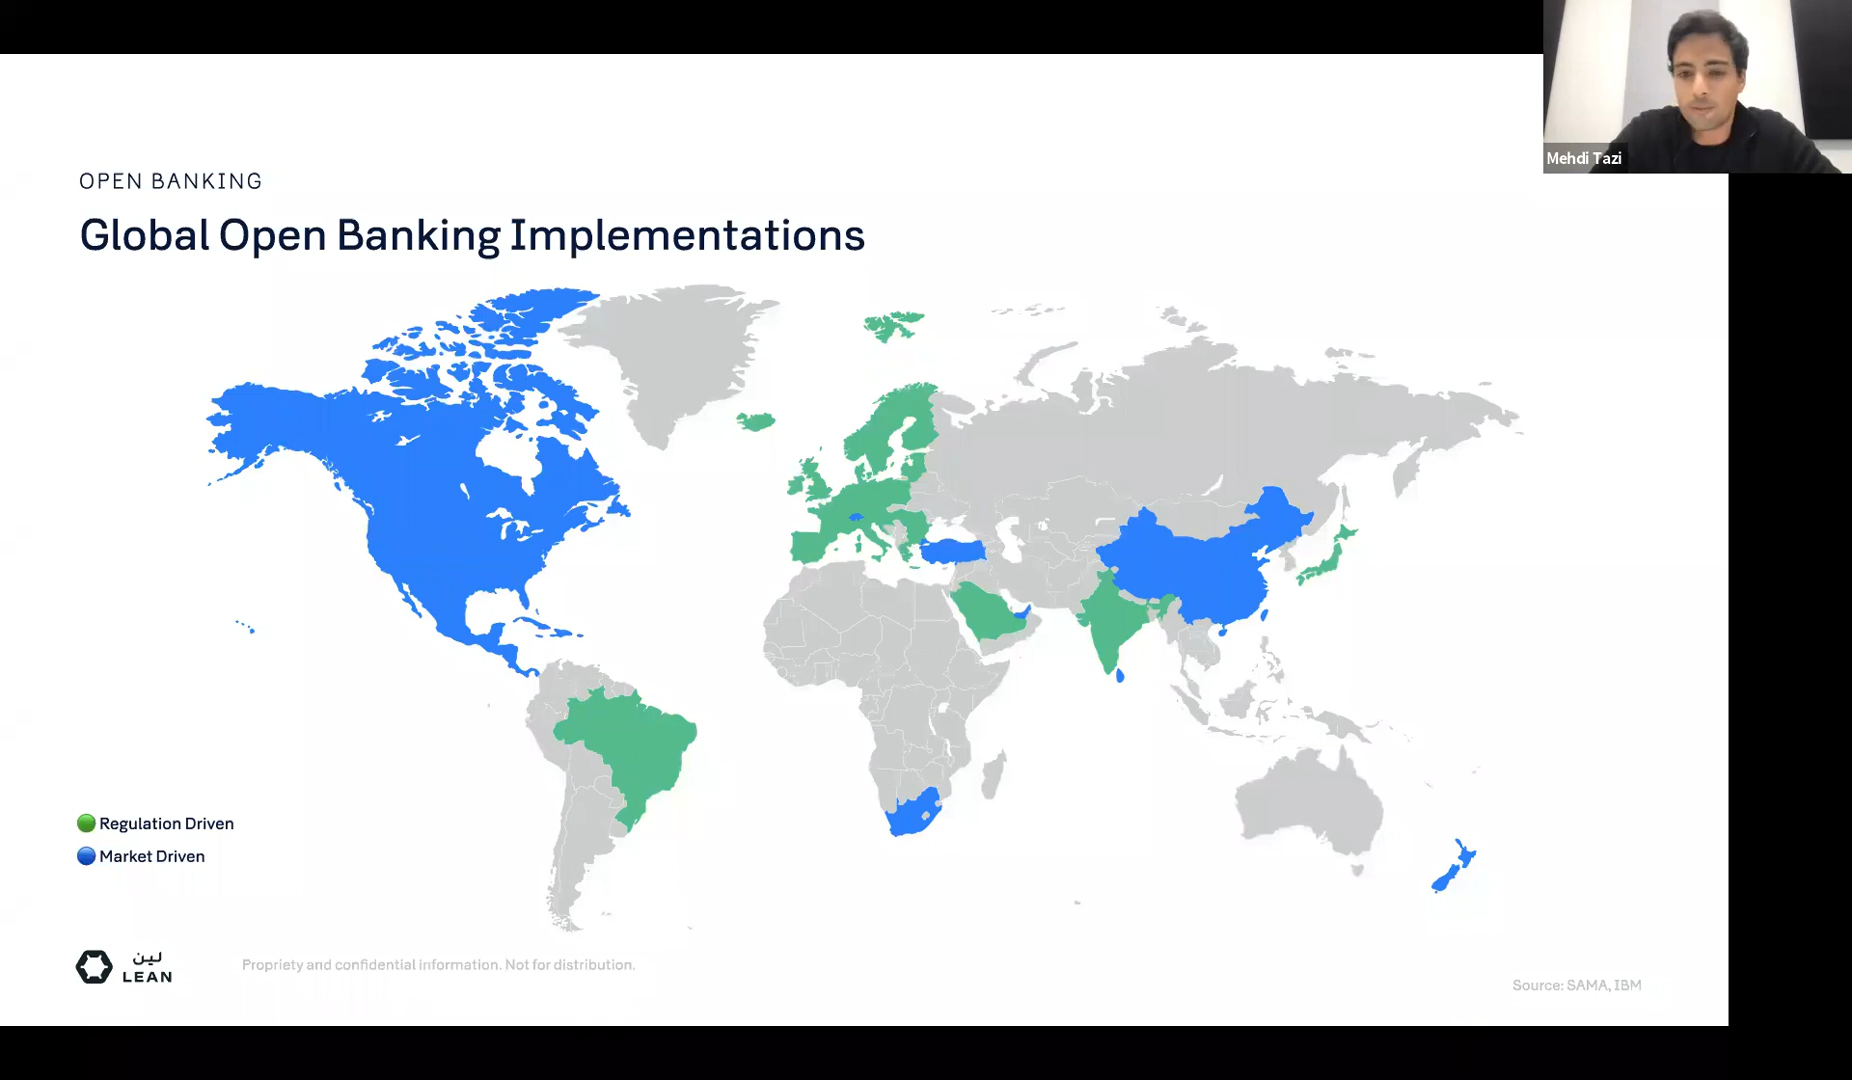 Mehdi Tazi
OPEN BANKING
Global Open Banking Implementations
Regulation Driven
Market Driven
لين
LEAN
Propriety and confidential information. Not for distribution.
Source: SAMA, IBM